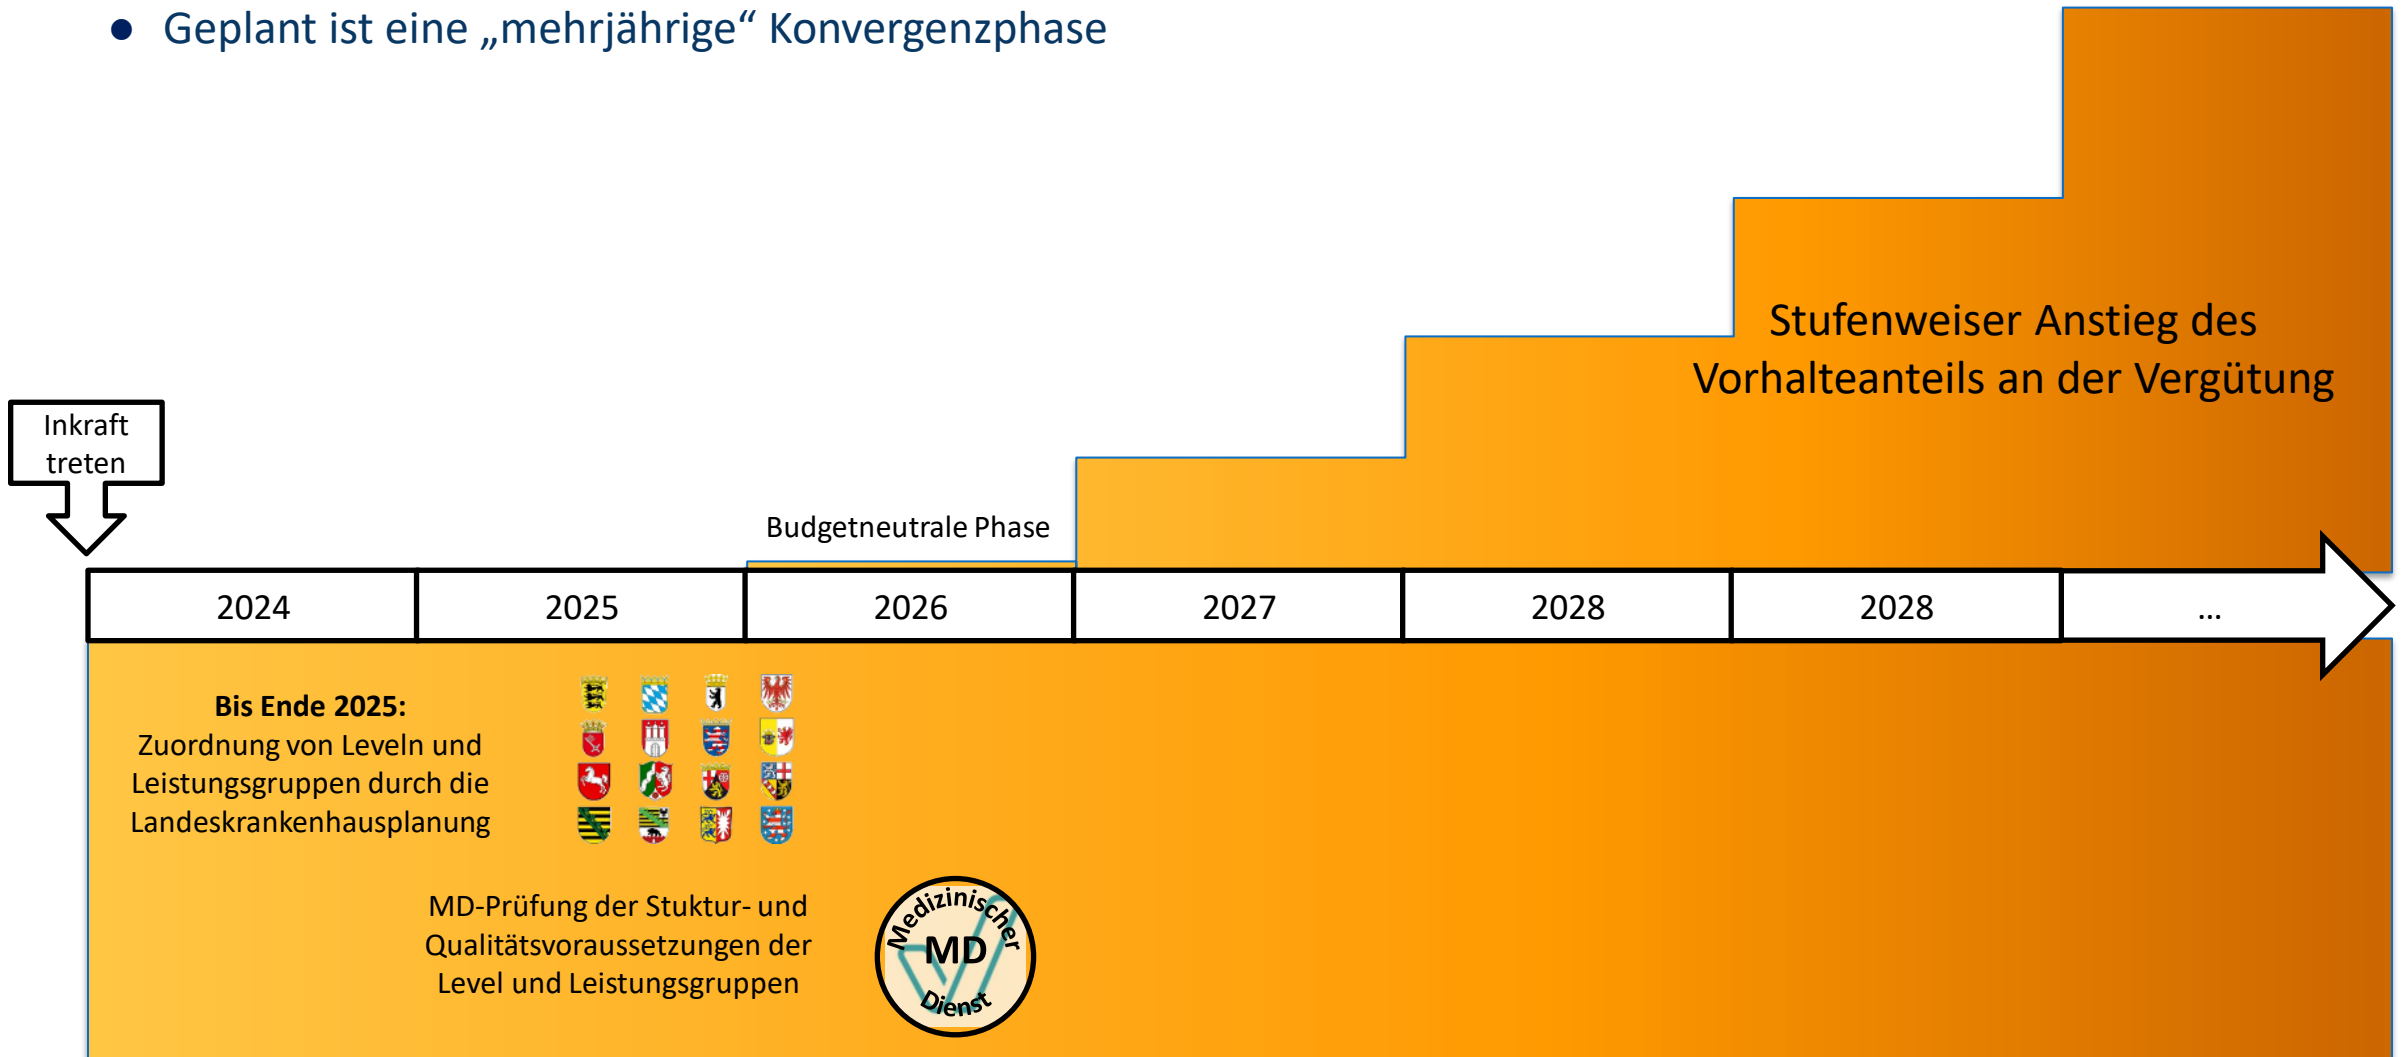 ● Geplant ist eine „mehrjährige“ Konvergenzphase
Stufenweiser Anstieg des
Vorhalteanteils an der Vergütung
Inkraft
treten
Budgetneutrale Phase
2024 2025 2026 2027 2028 2028 ...
Bis Ende 2025:
Zuordnung von Leveln und
Leistungsgruppen durch die
Landeskrankenhausplanung
MD-Prüfung der Stuktur- und
Qualitätsvoraussetzungen der
Level und Leistungsgruppen
Medizinischer
MD
Dienst